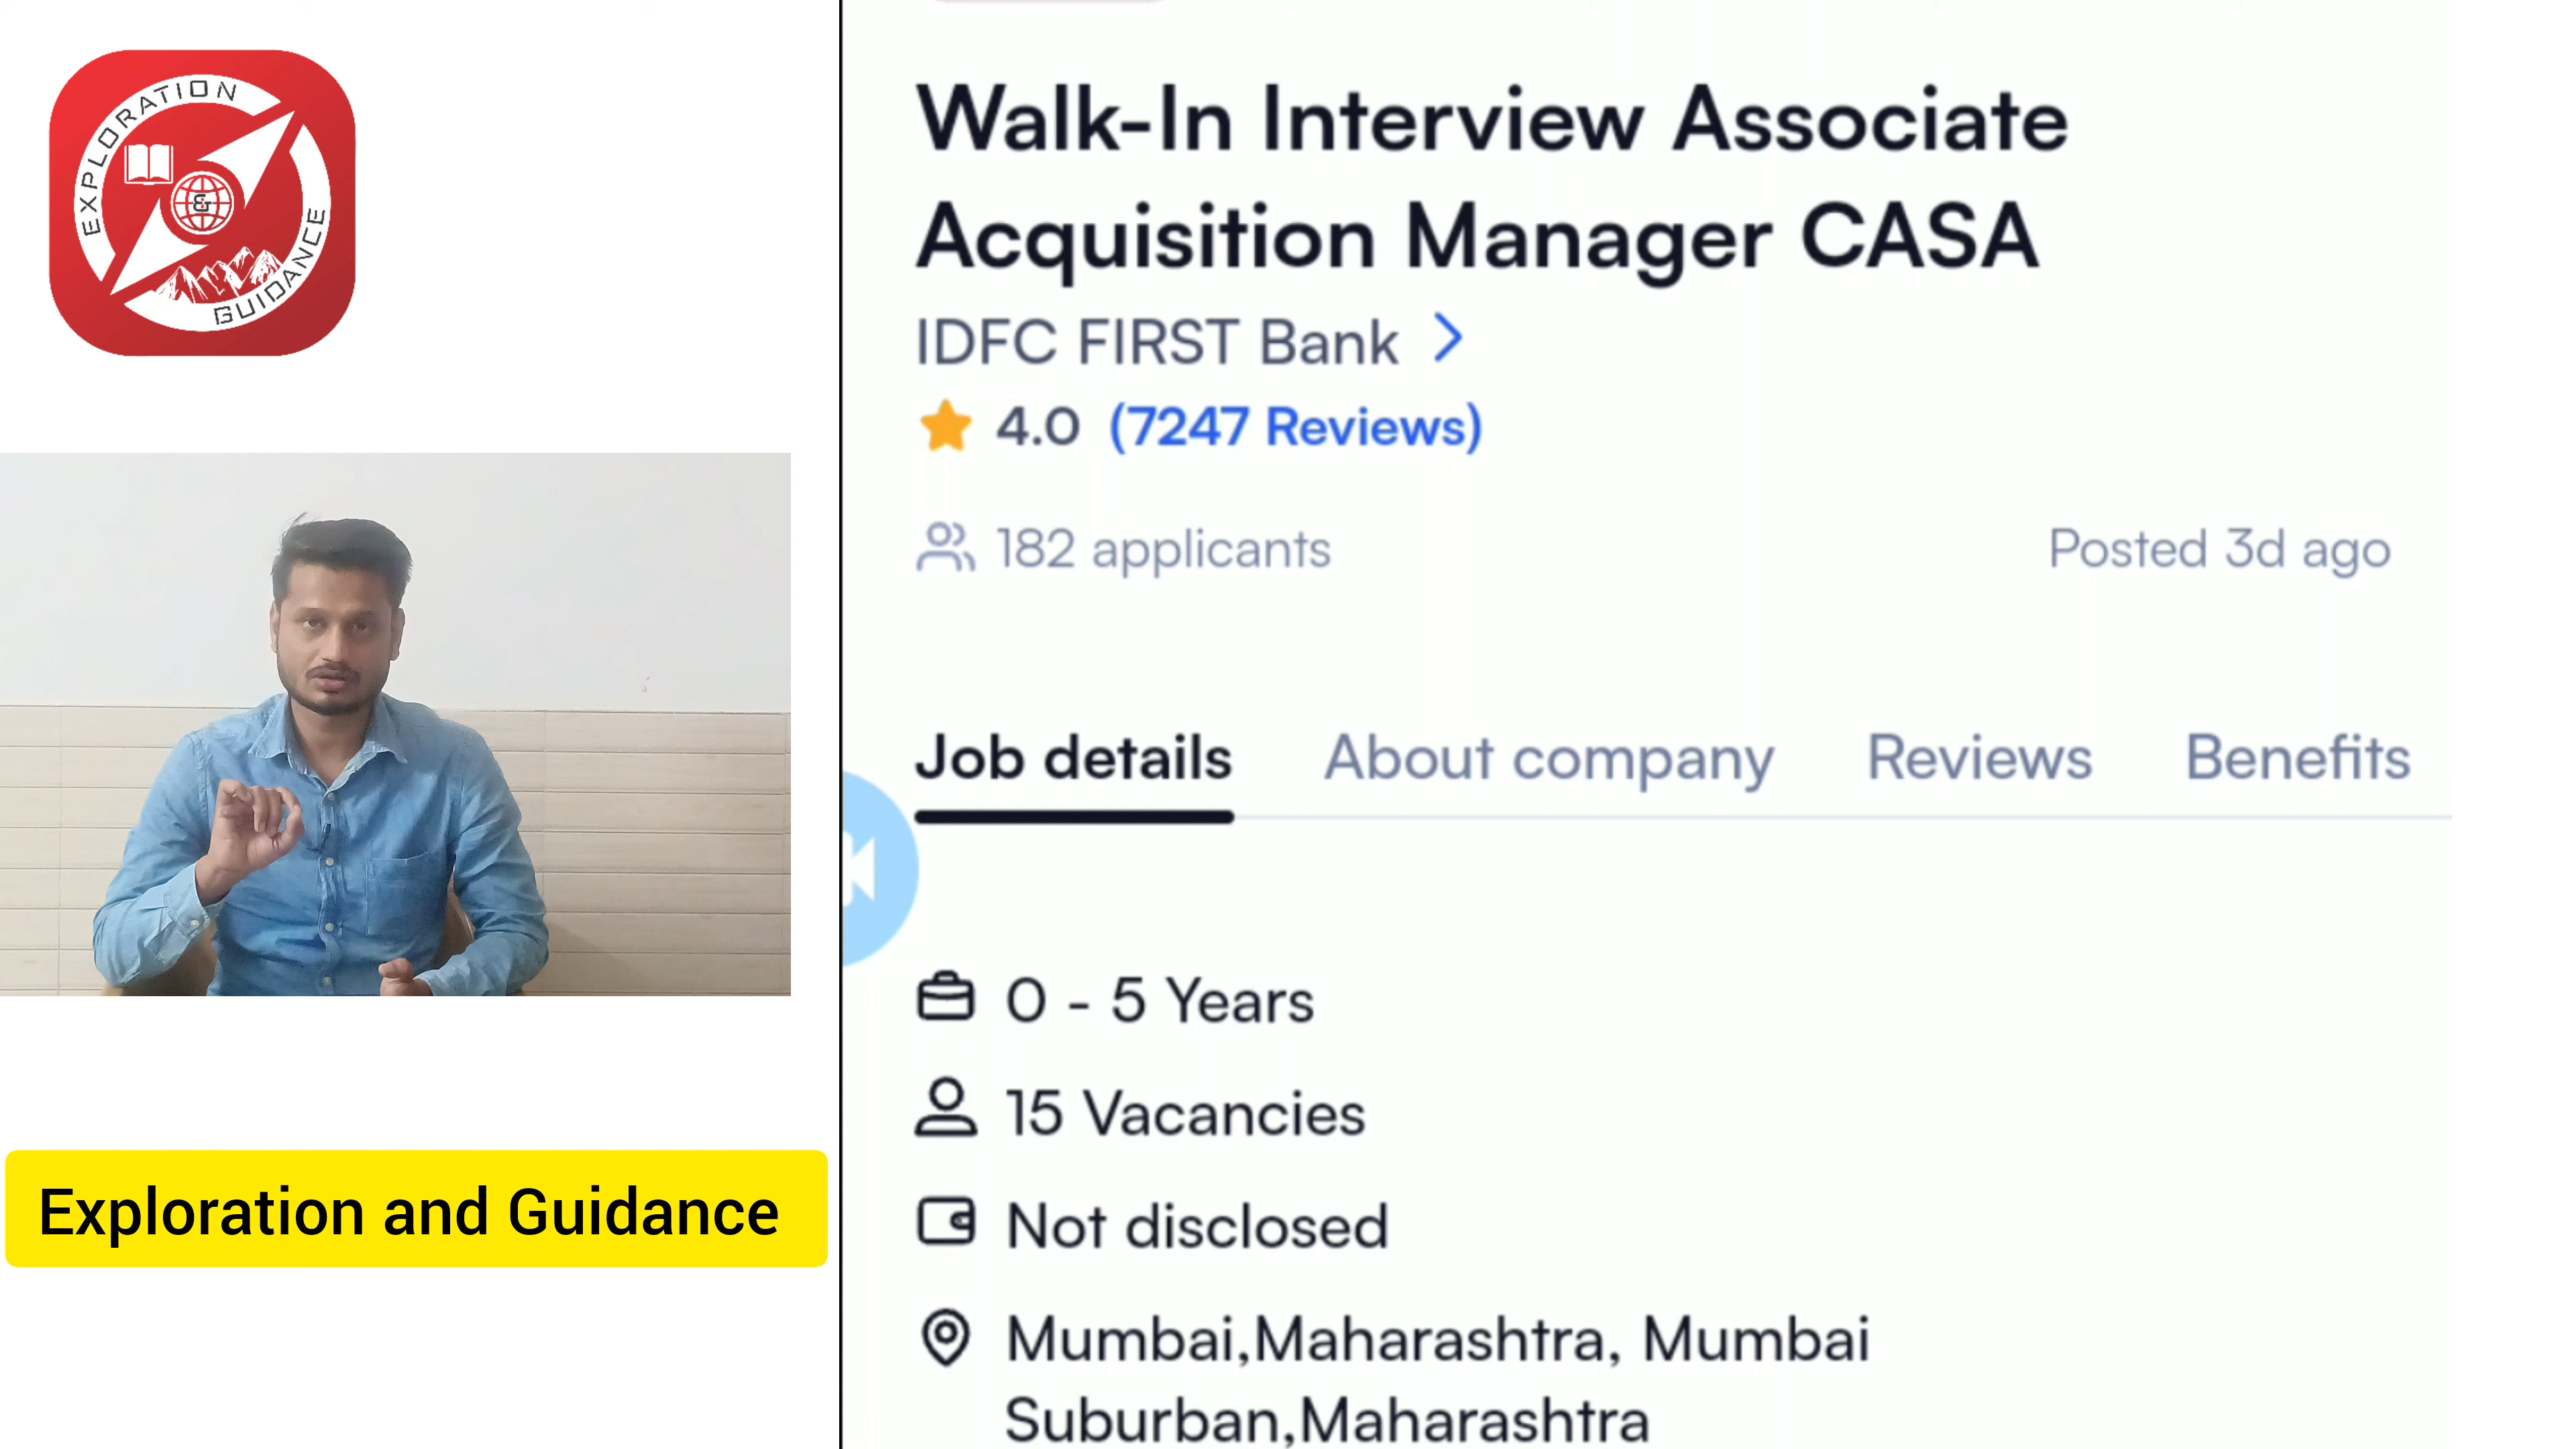 EXPLORATION
&
GUIDANCE
Exploration and Guidance
Walk-In Interview Associate
Acquisition Manager CASA
IDFC FIRST Bank
4.0 (7247 Reviews)
182 applicants
Posted 3d ago
Job details About company Reviews Benefits
0 - 5 Years
15 Vacancies
Not disclosed
Mumbai,Maharashtra, Mumbai
Suburban,Maharashtra